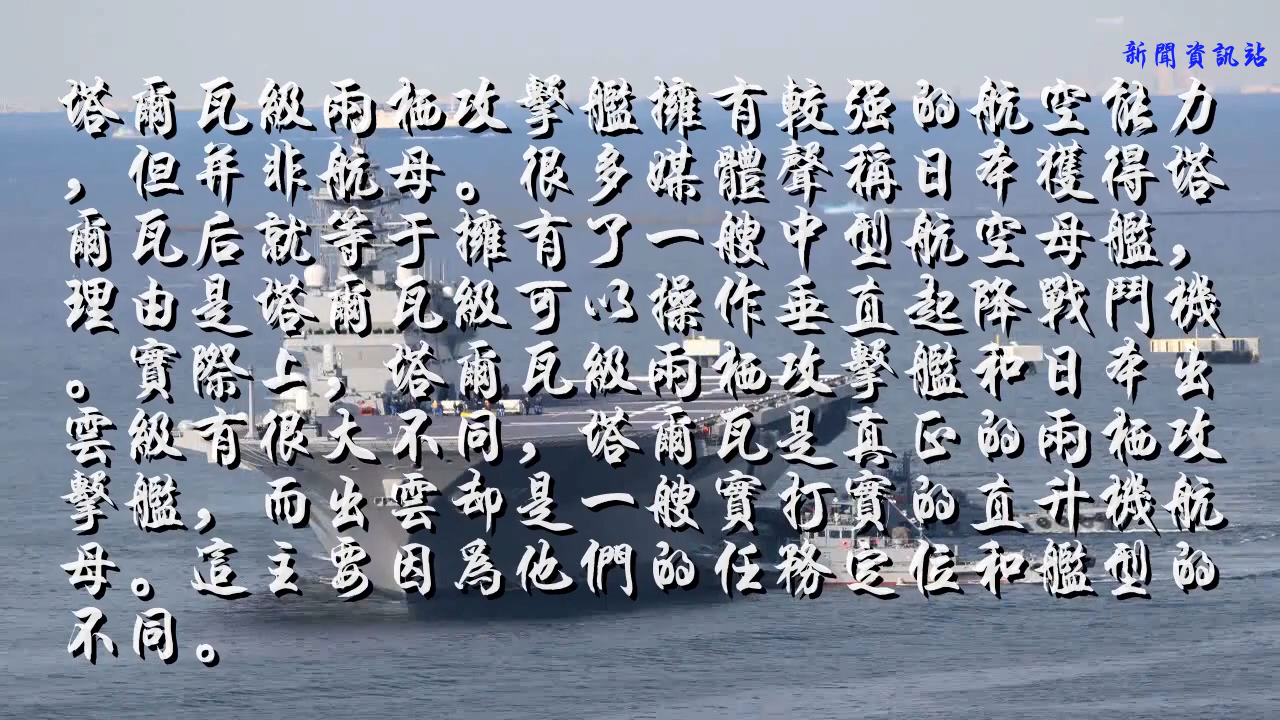 新聞資訊站
塔爾瓦級兩栖攻擊艦擁有較强的航空能力
，但并非航母。很多媒體聲稱日本獲得塔
爾瓦后就等于擁有了一艘中型航空母艦，
理由是塔爾瓦級可以操作垂直起降戰鬥機
。實際上，塔爾瓦級兩栖攻擊艦和日本出
雲級有很大不同，塔爾瓦是真正的兩栖攻
擊艦，而出雲却是一艘實打實的直升機航
母。這主要因爲他們的任務定位和艦型的
不同。